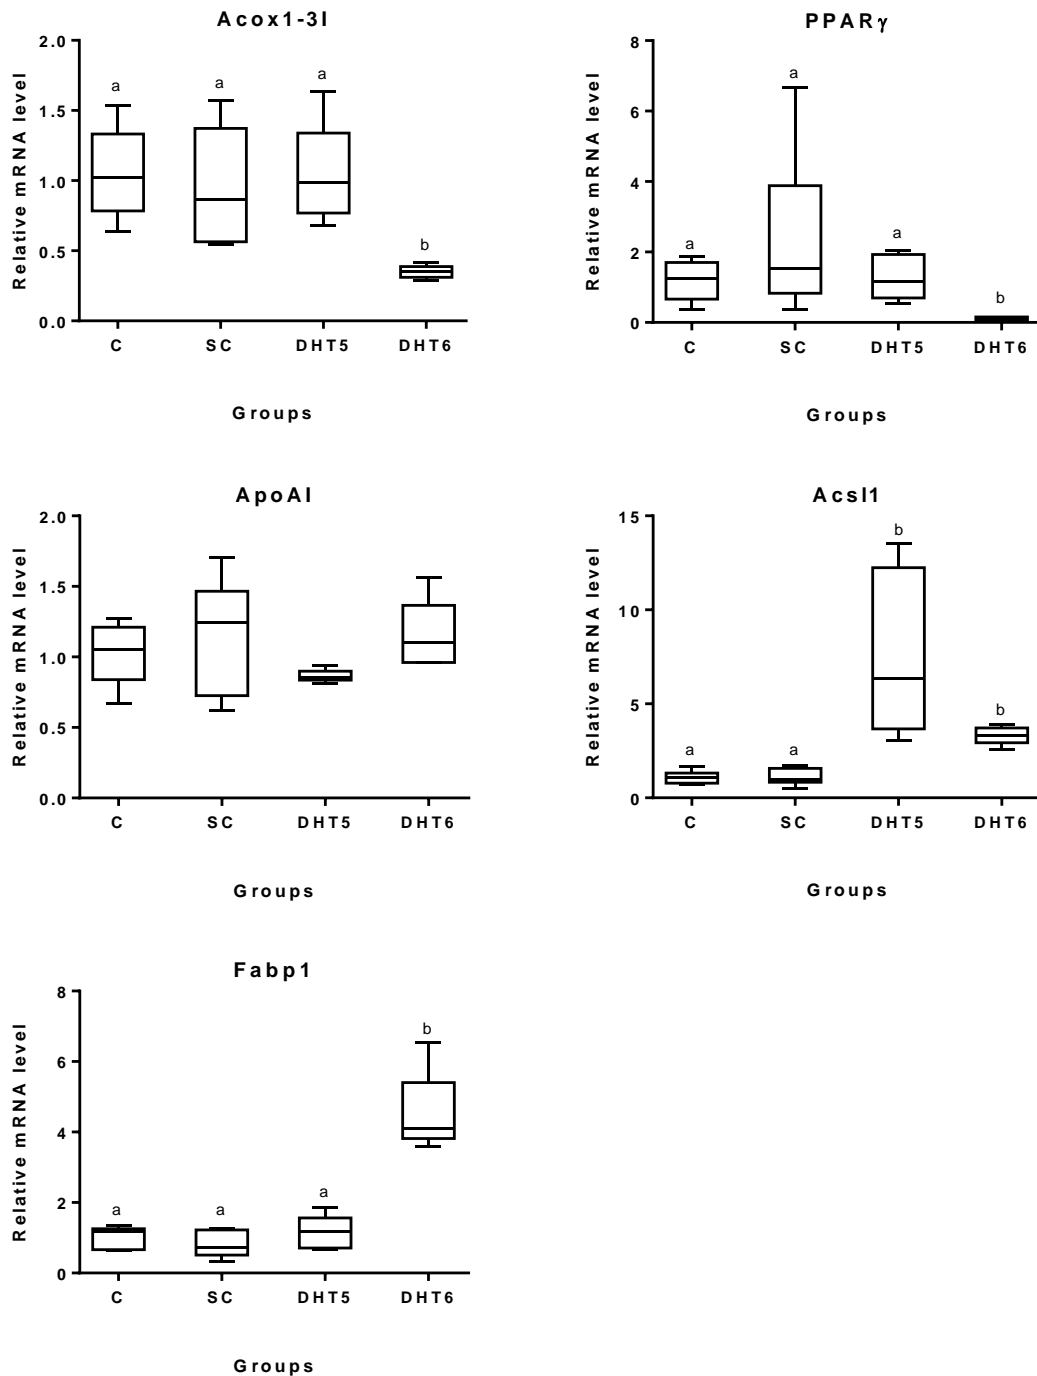 Acox1-3I
Relative mRNA level
2.0
1.5
1.0
0.5
0.0
a
a
a
b
C SC DHT5 DHT6
Groups
PPARγ
Relative mRNA level
8
6
4
2
0
a
a
a
b
C SC DHT5 DHT6
Groups
ApoAI
Relative mRNA level
2.0
1.5
1.0
0.5
0.0
C SC DHT5 DHT6
Groups
Acsl1
Relative mRNA level
15
10
5
0
a
a
b
b
C SC DHT5 DHT6
Groups
Fabp1
Relative mRNA level
8
6
4
2
0
a
a
a
b
C SC DHT5 DHT6
Groups